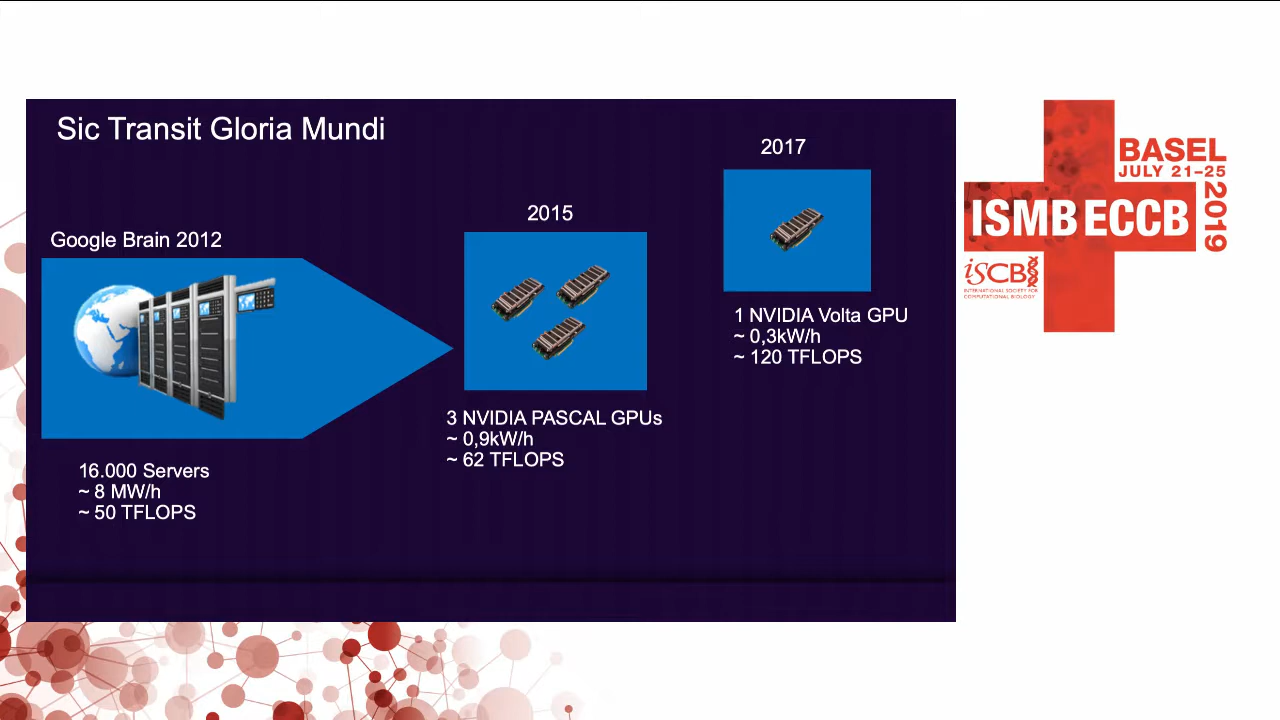 Sic Transit Gloria Mundi
Google Brain 2012
16.000 Servers
~ 8 MW/h
~ 50 TFLOPS
2015
3 NVIDIA PASCAL GPUs
~ 0,9kW/h
~ 62 TFLOPS
2017
1 NVIDIA Volta GPU
~ 0,3kW/h
~ 120 TFLOPS
BASEL
JULY 21–25
2019
ISMB ECCB
ISCB
INTERNATIONAL SOCIETY FOR
COMPUTATIONAL BIOLOGY